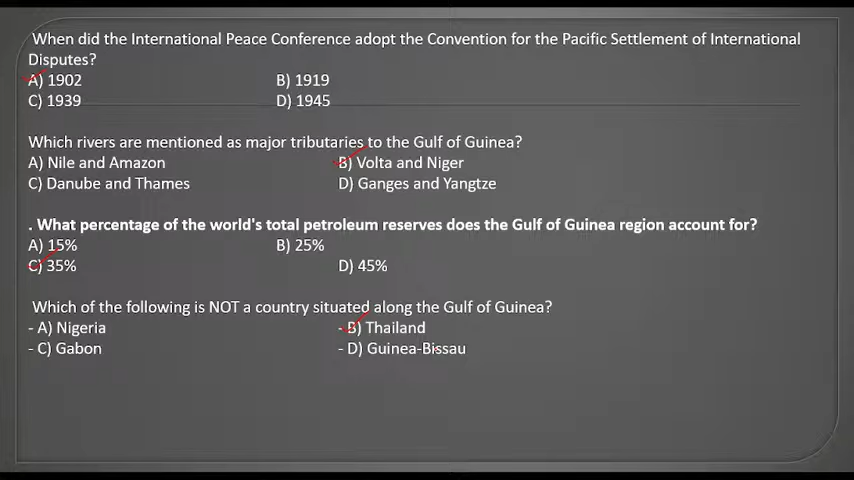 When did the International Peace Conference adopt the Convention for the Pacific Settlement of International
Disputes?
A) 1902 B) 1919
C) 1939 D) 1945
Which rivers are mentioned as major tributaries to the Gulf of Guinea?
A) Nile and Amazon B) Volta and Niger
C) Danube and Thames D) Ganges and Yangtze
. What percentage of the world's total petroleum reserves does the Gulf of Guinea region account for?
A) 15% B) 25%
C) 35% D) 45%
Which of the following is NOT a country situated along the Gulf of Guinea?
- A) Nigeria - B) Thailand
- C) Gabon - D) Guinea-Bissau